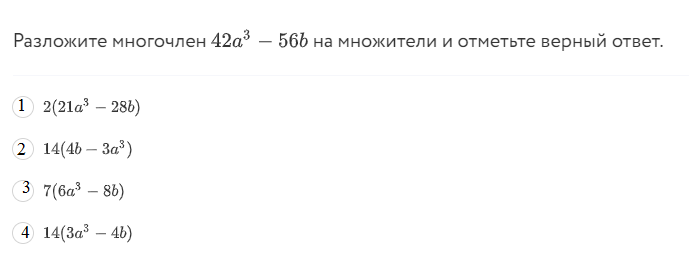 Разложите многочлен 42a³ − 56b на множители и отметьте верный ответ.
1 2(21a³ − 28b)
2 14(4b − 3a³)
3 7(6a³ − 8b)
4 14(3a³ − 4b)